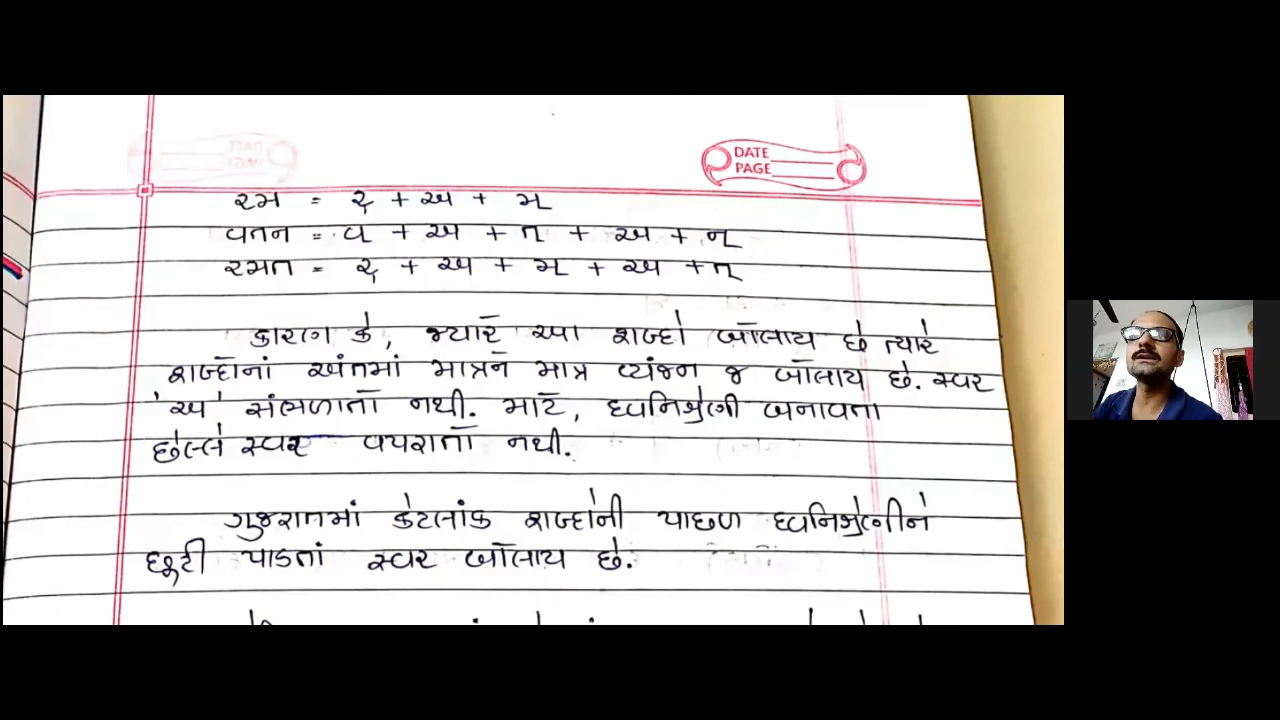 DATE
PAGE
રમ = ર્ + અ + મ્
વતન = વ્ + અ + ત્ + અ + ન્
રમત = ર્ + અ + મ્ + અ + ત્
કારણ કે, જ્યારે આ શબ્દો બોલાય છે ત્યારે
શબ્દોનાં અંતમાં માત્રને માત્ર વ્યંજન જ બોલાય છે. સ્વર
'અ' સંભળાતો નથી. માટે, ધ્વનિશ્રેણી બનાવતા
છેલ્લે સ્વર વપરાતો નથી.
ગુજરાતમાં કેટલાંક શબ્દોની પાછળ ધ્વનિશ્રેણીને
છૂટી પાડતાં સ્વર બોલાય છે.